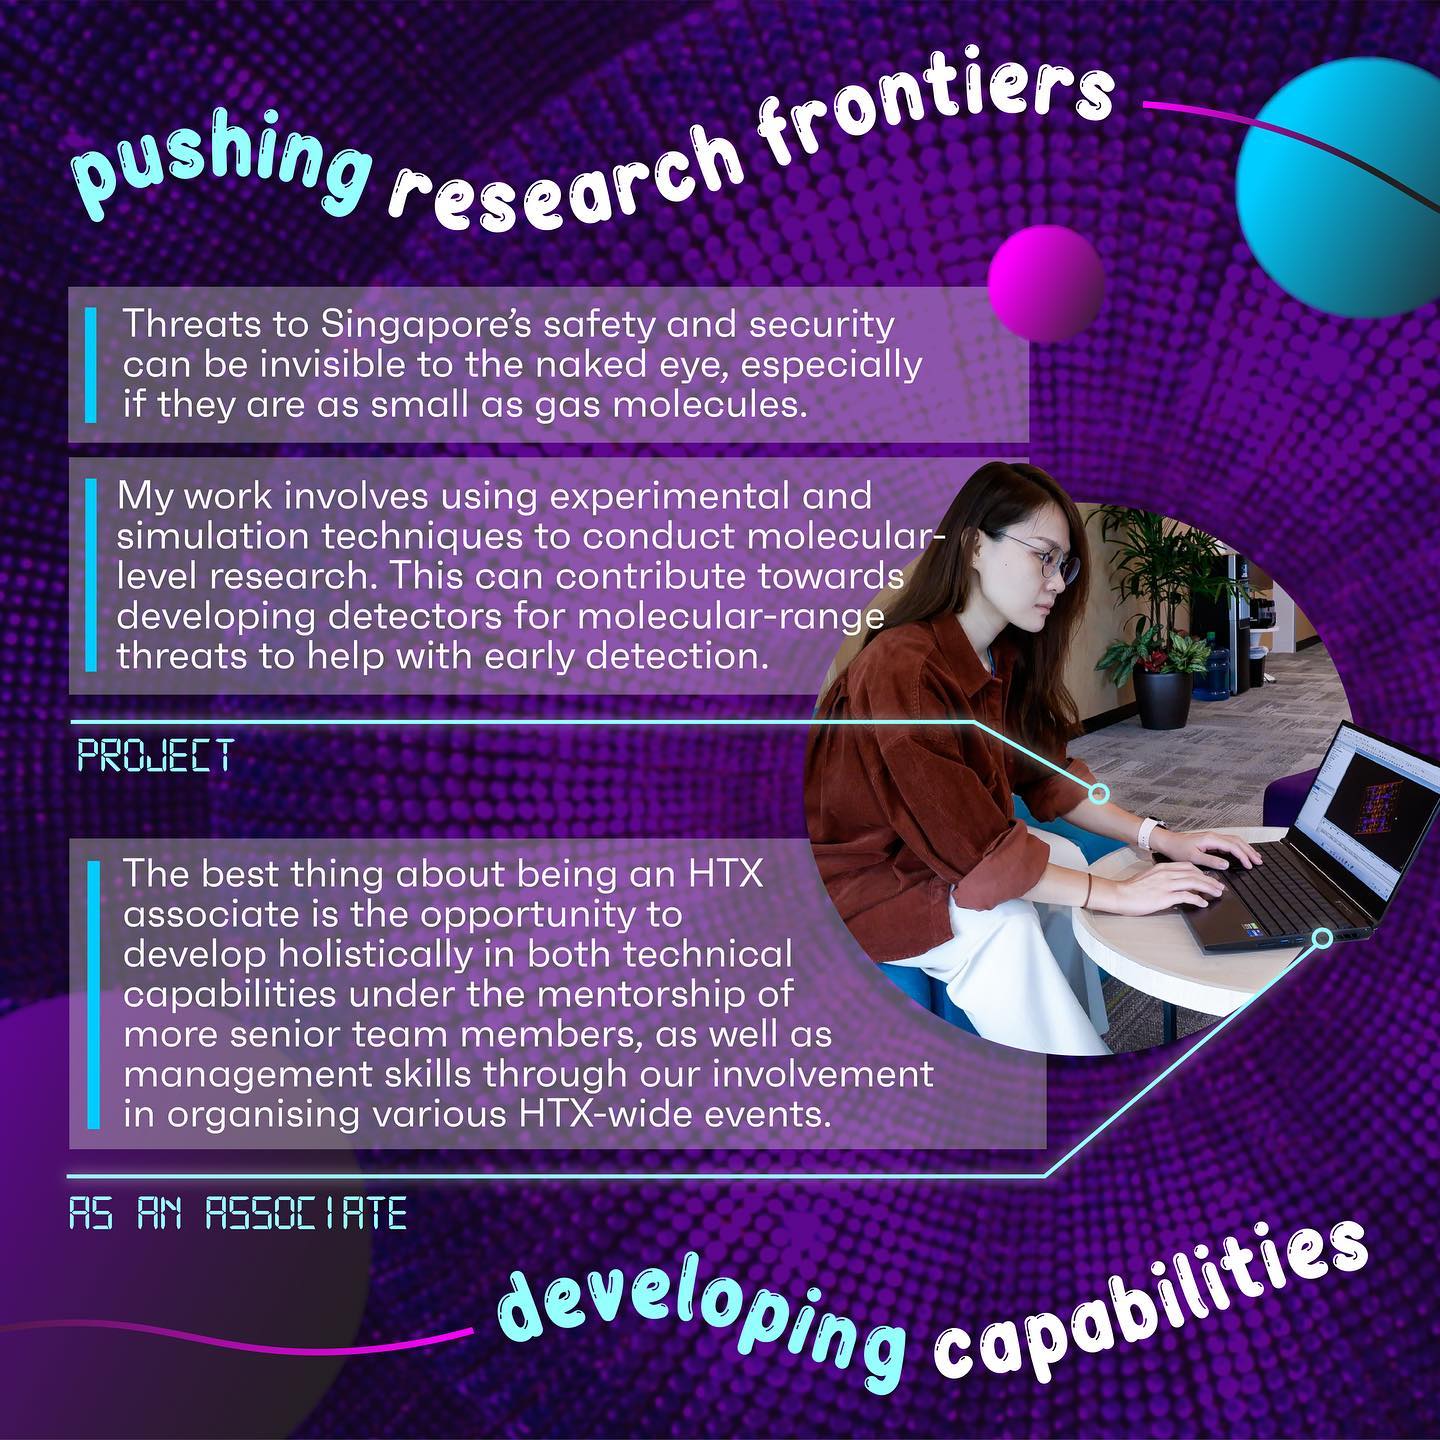 pushing research frontiers
Threats to Singapore’s safety and security
can be invisible to the naked eye, especially
if they are as small as gas molecules.
My work involves using experimental and
simulation techniques to conduct molecular-
level research. This can contribute towards
developing detectors for molecular-range
threats to help with early detection.
PROJECT
The best thing about being an HTX
associate is the opportunity to
develop holistically in both technical
capabilities under the mentorship of
more senior team members, as well as
management skills through our involvement
in organising various HTX-wide events.
AS AN ASSOCIATE
developing capabilities